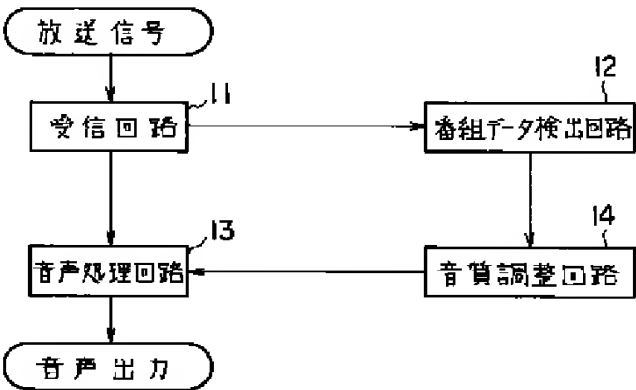 放送信号
11
受信回路
12
番組データ検出回路
13
音声処理回路
14
音質調整回路
音声出力